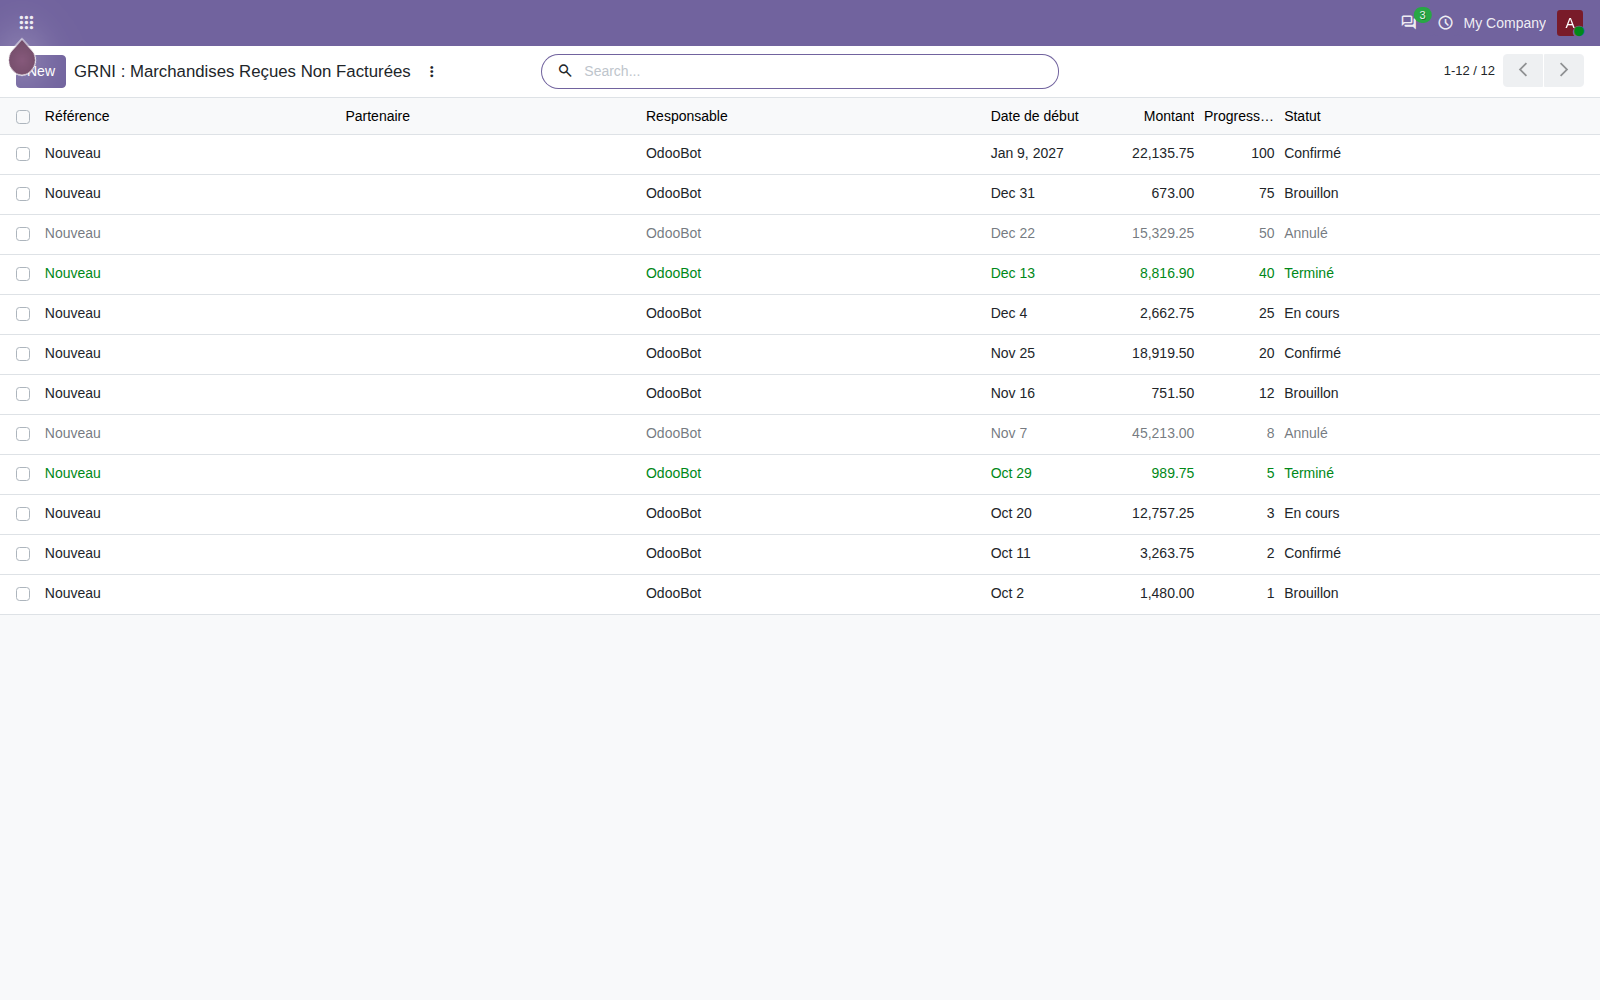 3
My Company
A
New
GRNI : Marchandises Reçues Non Facturées
Search...
1-12 / 12
Référence Partenaire Responsable Date de début Montant Progress… Statut
Nouveau OdooBot Jan 9, 2027 22,135.75 100 Confirmé
Nouveau OdooBot Dec 31 673.00 75 Brouillon
Nouveau OdooBot Dec 22 15,329.25 50 Annulé
Nouveau OdooBot Dec 13 8,816.90 40 Terminé
Nouveau OdooBot Dec 4 2,662.75 25 En cours
Nouveau OdooBot Nov 25 18,919.50 20 Confirmé
Nouveau OdooBot Nov 16 751.50 12 Brouillon
Nouveau OdooBot Nov 7 45,213.00 8 Annulé
Nouveau OdooBot Oct 29 989.75 5 Terminé
Nouveau OdooBot Oct 20 12,757.25 3 En cours
Nouveau OdooBot Oct 11 3,263.75 2 Confirmé
Nouveau OdooBot Oct 2 1,480.00 1 Brouillon